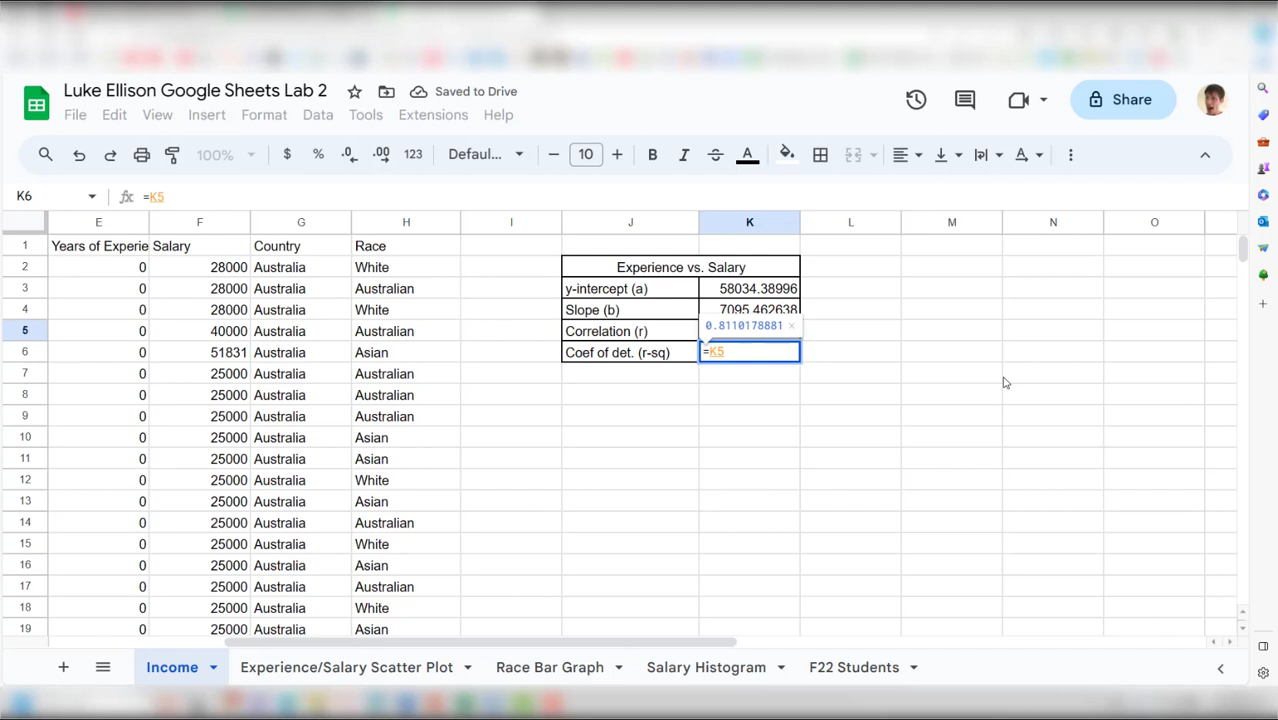 Luke Ellison Google Sheets Lab 2 Saved to Drive
File Edit View Insert Format Data Tools Extensions Help
Share
100% $ % .0 .00 123 Defaul... 10 B I S A
K6 fx =K5
E F G H I J K L M N O
1 Years of Experie Salary Country Race
2 0 28000 Australia White Experience vs. Salary
3 0 28000 Australia Australian y-intercept (a) 58034.38996
4 0 28000 Australia White Slope (b) 7095.462638
5 0 40000 Australia Australian Correlation (r) 0.8110178881 ×
6 0 51831 Australia Asian Coef of det. (r-sq) =K5
7 0 25000 Australia Australian
8 0 25000 Australia Australian
9 0 25000 Australia Australian
10 0 25000 Australia Asian
11 0 25000 Australia Asian
12 0 25000 Australia White
13 0 25000 Australia Asian
14 0 25000 Australia Australian
15 0 25000 Australia White
16 0 25000 Australia Asian
17 0 25000 Australia Australian
18 0 25000 Australia White
19 0 25000 Australia Asian
Income Experience/Salary Scatter Plot Race Bar Graph Salary Histogram F22 Students